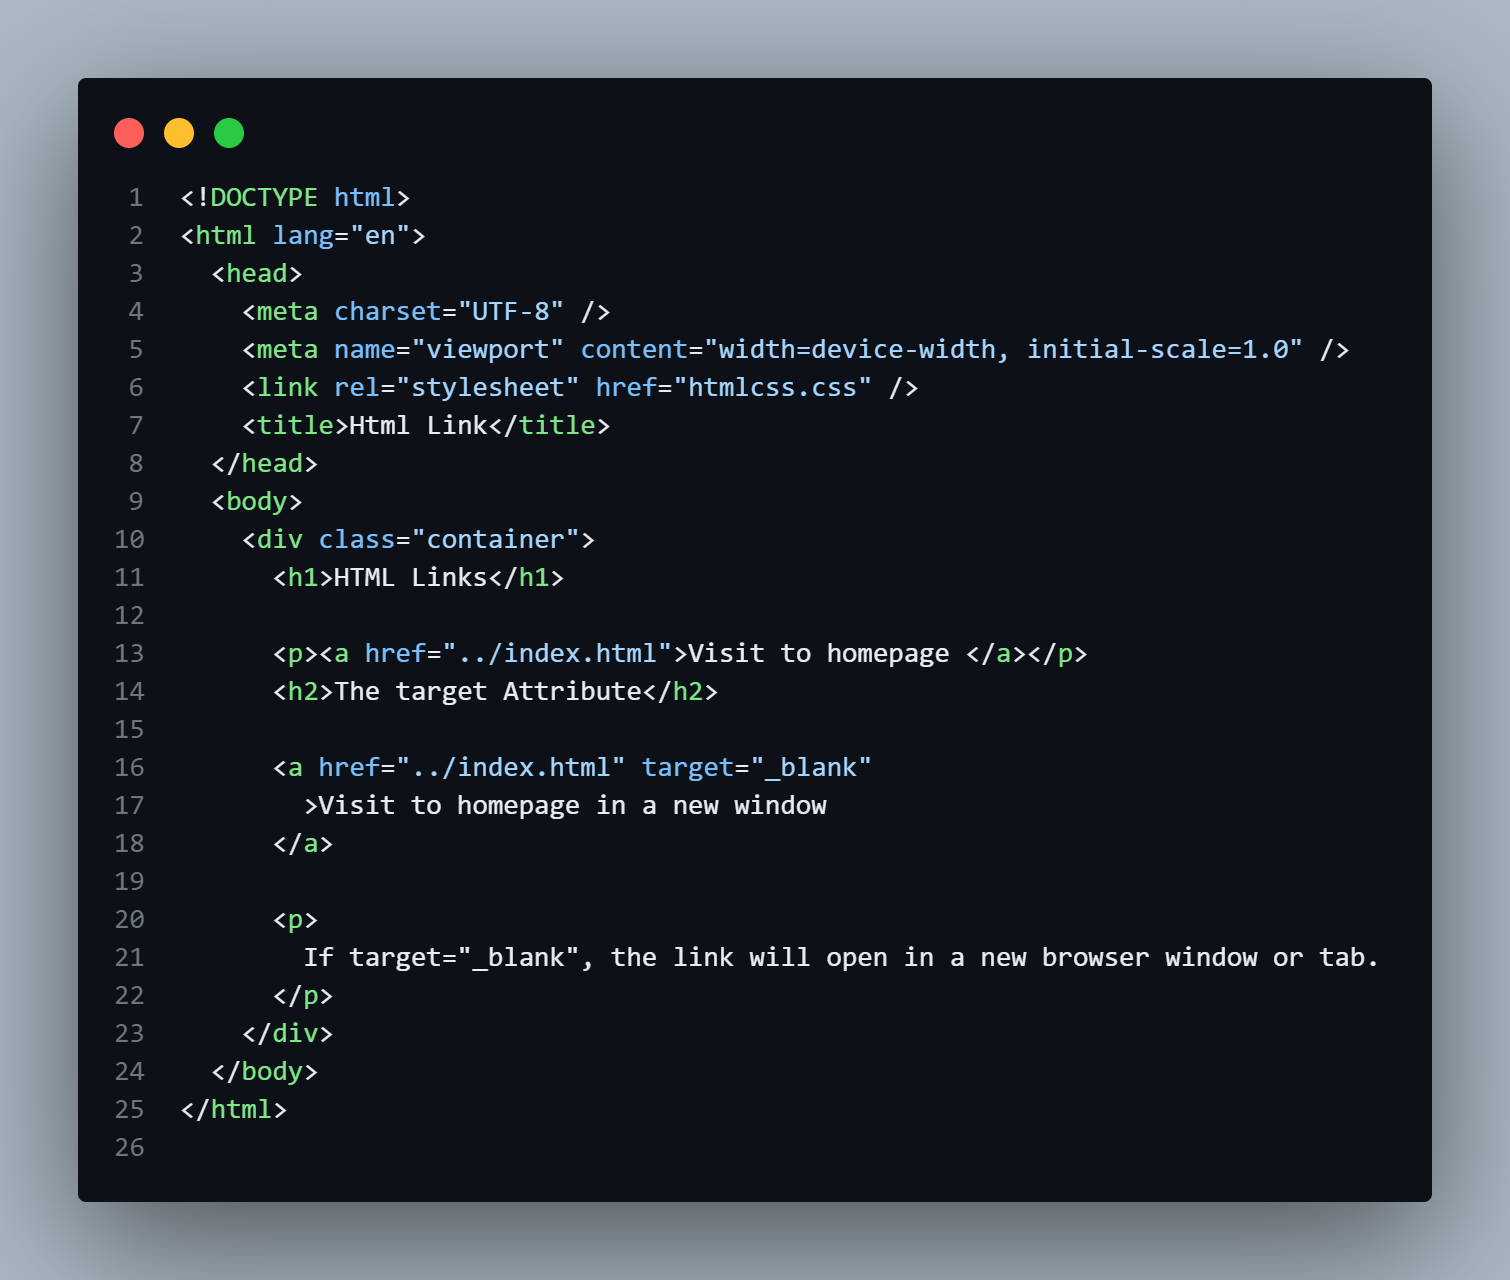 1 <!DOCTYPE html>
2 <html lang="en">
3   <head>
4     <meta charset="UTF-8" />
5     <meta name="viewport" content="width=device-width, initial-scale=1.0" />
6     <link rel="stylesheet" href="htmlcss.css" />
7     <title>Html Link</title>
8   </head>
9   <body>
10     <div class="container">
11       <h1>HTML Links</h1>
12
13       <p><a href="../index.html">Visit to homepage </a></p>
14       <h2>The target Attribute</h2>
15
16       <a href="../index.html" target="_blank"
17         >Visit to homepage in a new window
18       </a>
19
20       <p>
21         If target="_blank", the link will open in a new browser window or tab.
22       </p>
23     </div>
24   </body>
25 </html>
26